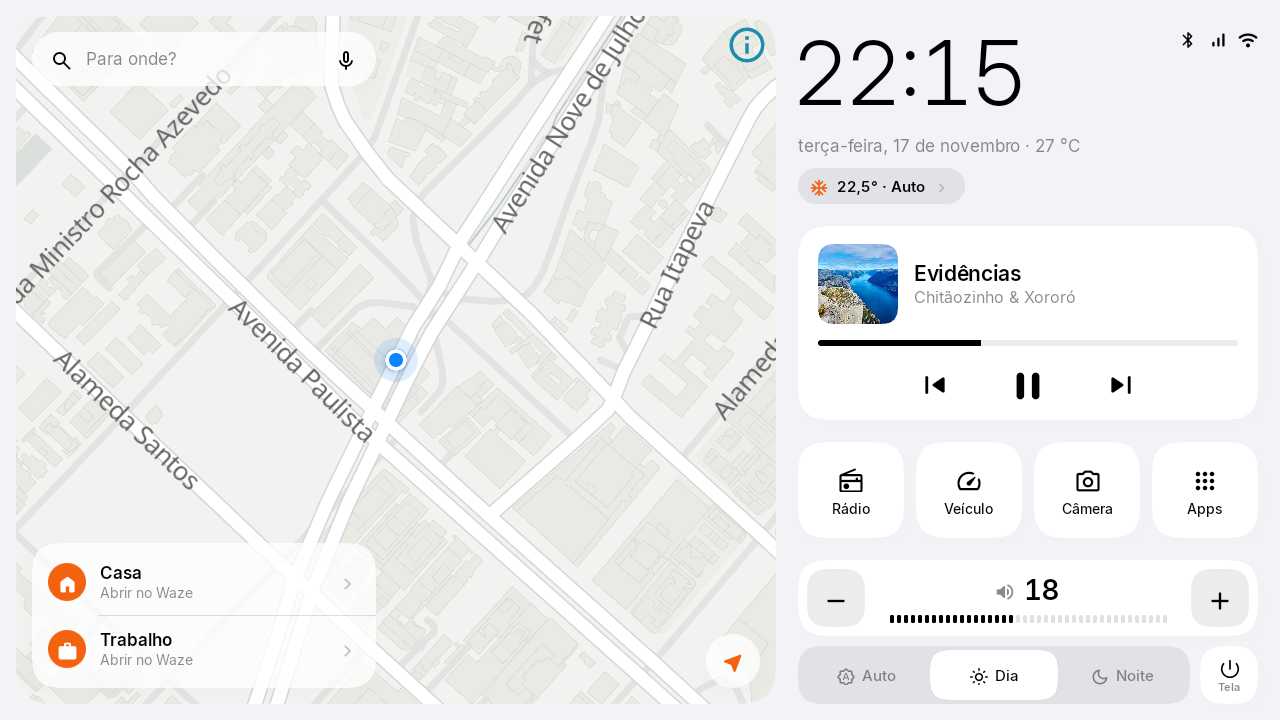 Para onde?
da Ministro Rocha Azevedo
Avenida Nove de Julho
Rua Itapeva
Avenida Paulista
Alameda Santos
Alameda
Casa
Abrir no Waze
Trabalho
Abrir no Waze
22:15
terça-feira, 17 de novembro · 27 °C
22,5° · Auto
Evidências
Chitãozinho & Xororó
Rádio
Veículo
Câmera
Apps
18
Auto
Dia
Noite
Tela